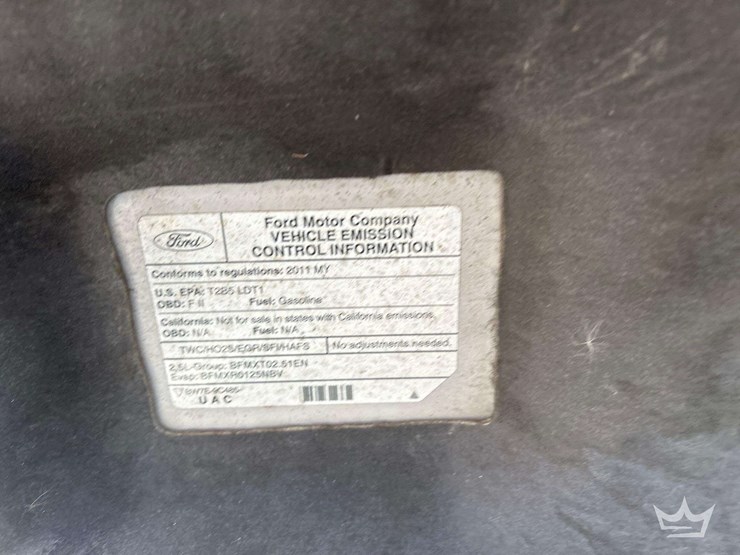 Ford
Ford Motor Company
VEHICLE EMISSION
CONTROL INFORMATION
Conforms to regulations: 2011 MY
U.S. EPA: T2B5 LDT1
OBD: F II Fuel: Gasoline
California: Not for sale in states with California emissions.
OBD: N/A Fuel: N/A
TWC/HO2S/EGR/SFI/HAFS No adjustments needed.
2.5L-Group: BFMXT02.51EN
Evap: BFMXR0125NBV
UAC